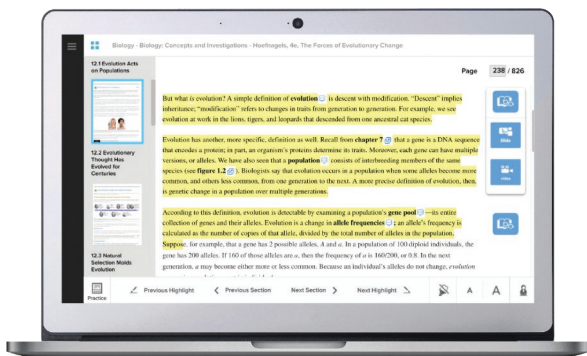 Biology - Biology: Concepts and Investigations - Hoefnagels, 4e, The Forces of Evolutionary Change
12.1 Evolution Acts
on Populations
12.2 Evolutionary
Thought Has
Evolved for
Centuries
12.3 Natural
Selection Molds
Evolution
Page 238 / 826
But what is evolution? A simple definition of evolution is descent with modification. "Descent" implies
inheritance; "modification" refers to changes in traits from generation to generation. For example, we see
evolution at work in the lions, tigers, and leopards that descended from one ancestral cat species.
Evolution has another, more specific, definition as well. Recall from chapter 7 that a gene is a DNA sequence
that encodes a protein; in part, an organism's proteins determine its traits. Moreover, each gene can have multiple
versions, or alleles. We have also seen that a population consists of interbreeding members of the same
species (see figure 1.2 ). Biologists say that evolution occurs in a population when some alleles become more
common, and others less common, from one generation to the next. A more precise definition of evolution, then,
is genetic change in a population over multiple generations.
According to this definition, evolution is detectable by examining a population's gene pool —its entire
collection of genes and their alleles. Evolution is a change in allele frequencies ; an allele's frequency is
calculated as the number of copies of that allele, divided by the total number of alleles in the population.
Suppose, for example, that a gene has 2 possible alleles, A and a. In a population of 100 diploid individuals, the
gene has 200 alleles. If 160 of those alleles are a, then the frequency of a is 160/200, or 0.8. In the next
generation, a may become either more or less common. Because an individual's alleles do not change, evolution
Slide
Practice
Previous Highlight
Previous Section
Next Section
Next Highlight
A
A